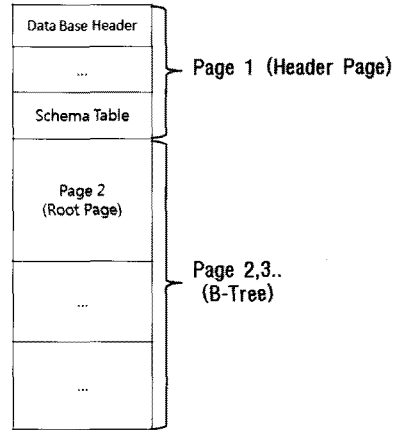 Data Base Header
...
Schema Table
Page 1 (Header Page)
Page 2
(Root Page)
...
...
Page 2,3..
(B-Tree)